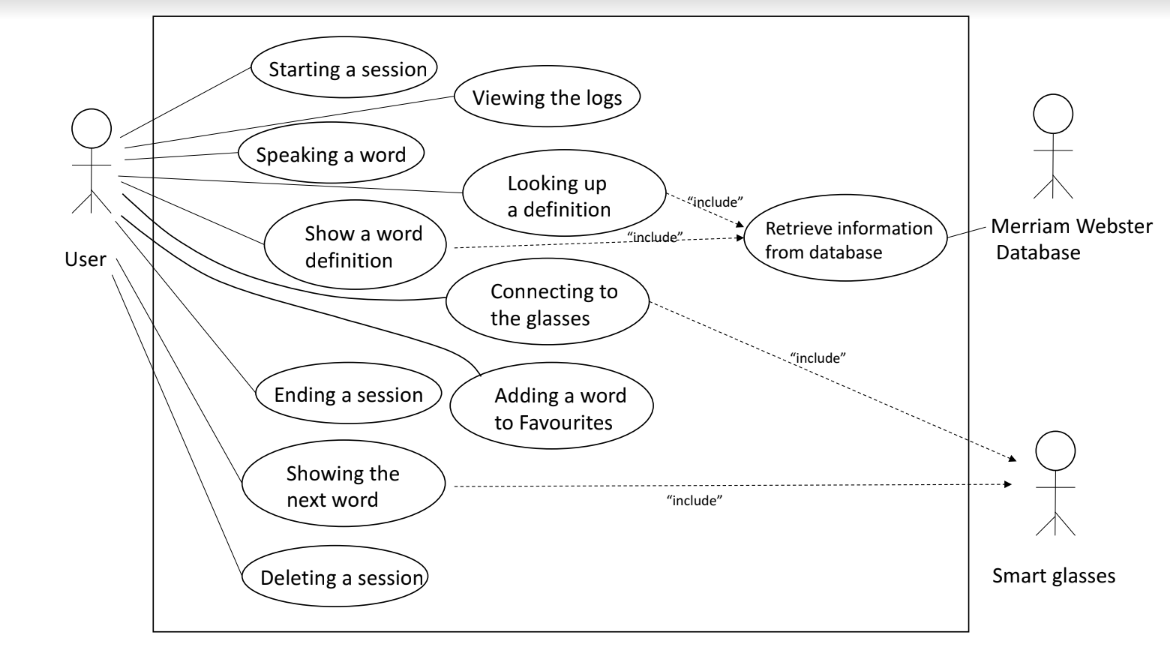 Starting a session
Viewing the logs
Speaking a word
Looking up
a definition
"include"
Show a word
definition
"include"
Retrieve information
from database
Merriam Webster
Database
User
Connecting to
the glasses
"include"
Ending a session
Adding a word
to Favourites
Showing the
next word
"include"
Deleting a session
Smart glasses